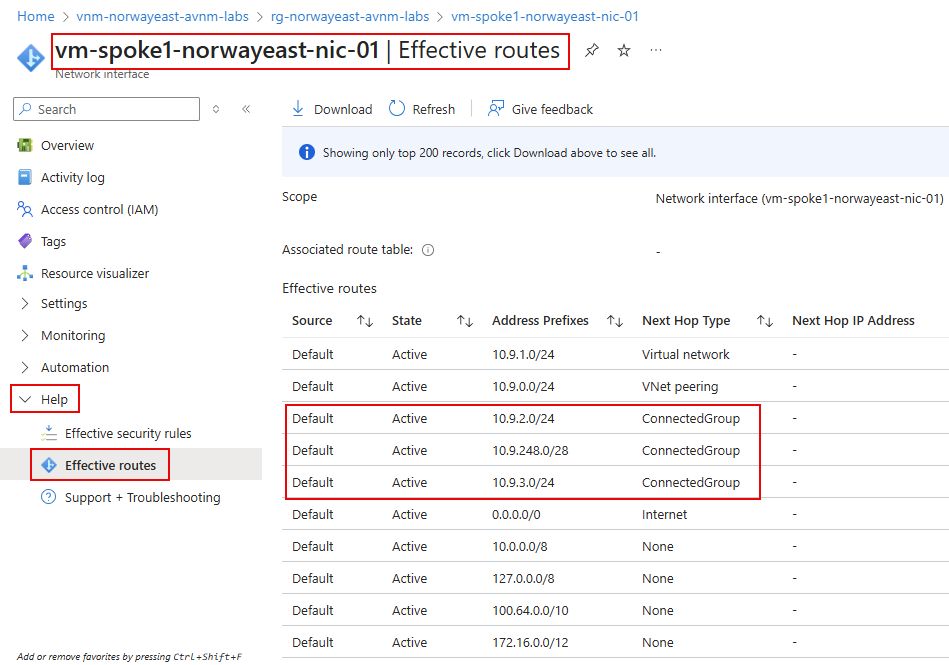 Home > vnm-norwayeast-avnm-labs > rg-norwayeast-avnm-labs > vm-spoke1-norwayeast-nic-01
vm-spoke1-norwayeast-nic-01 | Effective routes
Network interface
Search
Overview
Activity log
Access control (IAM)
Tags
Resource visualizer
Settings
Monitoring
Automation
Help
Effective security rules
Effective routes
Support + Troubleshooting
Add or remove favorites by pressing Ctrl+Shift+F
Download Refresh Give feedback
Showing only top 200 records, click Download above to see all.
Scope Network interface (vm-spoke1-norwayeast-nic-01)
Associated route table: -
Effective routes
Source State Address Prefixes Next Hop Type Next Hop IP Address
Default Active 10.9.1.0/24 Virtual network -
Default Active 10.9.0.0/24 VNet peering -
Default Active 10.9.2.0/24 ConnectedGroup -
Default Active 10.9.248.0/28 ConnectedGroup -
Default Active 10.9.3.0/24 ConnectedGroup -
Default Active 0.0.0.0/0 Internet -
Default Active 10.0.0.0/8 None -
Default Active 127.0.0.0/8 None -
Default Active 100.64.0.0/10 None -
Default Active 172.16.0.0/12 None -